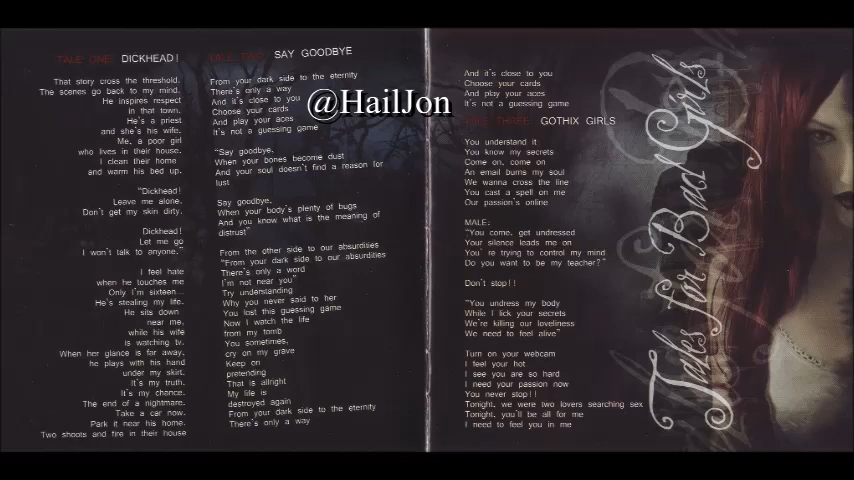 TALE ONE: DICKHEAD!
That story cross the threshold.
The scenes go back to my mind.
He inspires respect
in that town.
He's a priest
and she's his wife.
Me, a poor girl
who lives in their house.
I clean their home
and warm his bed up.
"Dickhead!
Leave me alone.
Don't get my skin dirty.
Dickhead!
Let me go
I won't talk to anyone."
I feel hate
when he touches me
Only I'm sixteen...
He's stealing my life.
He sits down
near me,
while his wife
is watching tv.
When her glance is far away,
he plays with his hand
under my skirt.
It's my truth.
It's my chance.
The end of a nightmare.
Take a car now.
Park it near his home.
Two shoots and fire in their house
TALE TWO: SAY GOODBYE
From your dark side to the eternity
There's only a way
And it's close to you
Choose your cards
And play your aces
It's not a guessing game
"Say goodbye.
When your bones become dust
And your soul doesn't find a reason for
lust
Say goodbye.
When your body's plenty of bugs
And you know what is the meaning of
distrust"
From the other side to our absurdities
"From your dark side to our absurdities
There's only a word
I'm not near you"
Try understanding
Why you never said to her
You lost this guessing game
Now I watch the life
from my tomb
You sometimes,
cry on my grave
Keep on
pretending
That is allright
My life is
destroyed again
From your dark side to the eternity
There's only a way
@HailJon
And it's close to you
Choose your cards
And play your aces
It's not a guessing game
TALE THREE: GOTHIX GIRLS
You understand it
You know my secrets
Come on, come on
An email burns my soul
We wanna cross the line
You cast a spell on me
Our passion's online
MALE:
"You come, get undressed
Your silence leads me on
You're trying to control my mind
Do you want to be my teacher?"
Don't stop!!
"You undress my body
While I lick your secrets
We're killing our loveliness
We need to feel alive"
Turn on your webcam
I feel your hot
I see you are so hard
I need your passion now
You never stop!!
Tonight, we were two lovers searching sex
Tonight, you'll be all for me
I need to feel you in me
Tales for Bad Girls